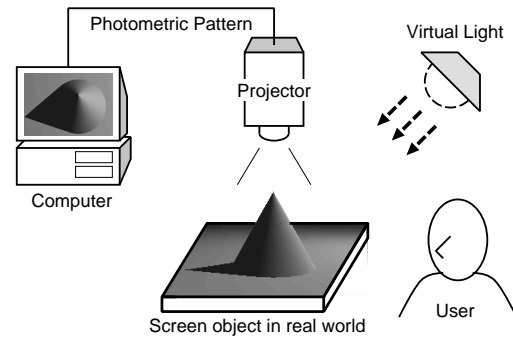 Photometric Pattern
Virtual Light
Projector
Computer
User
Screen object in real world